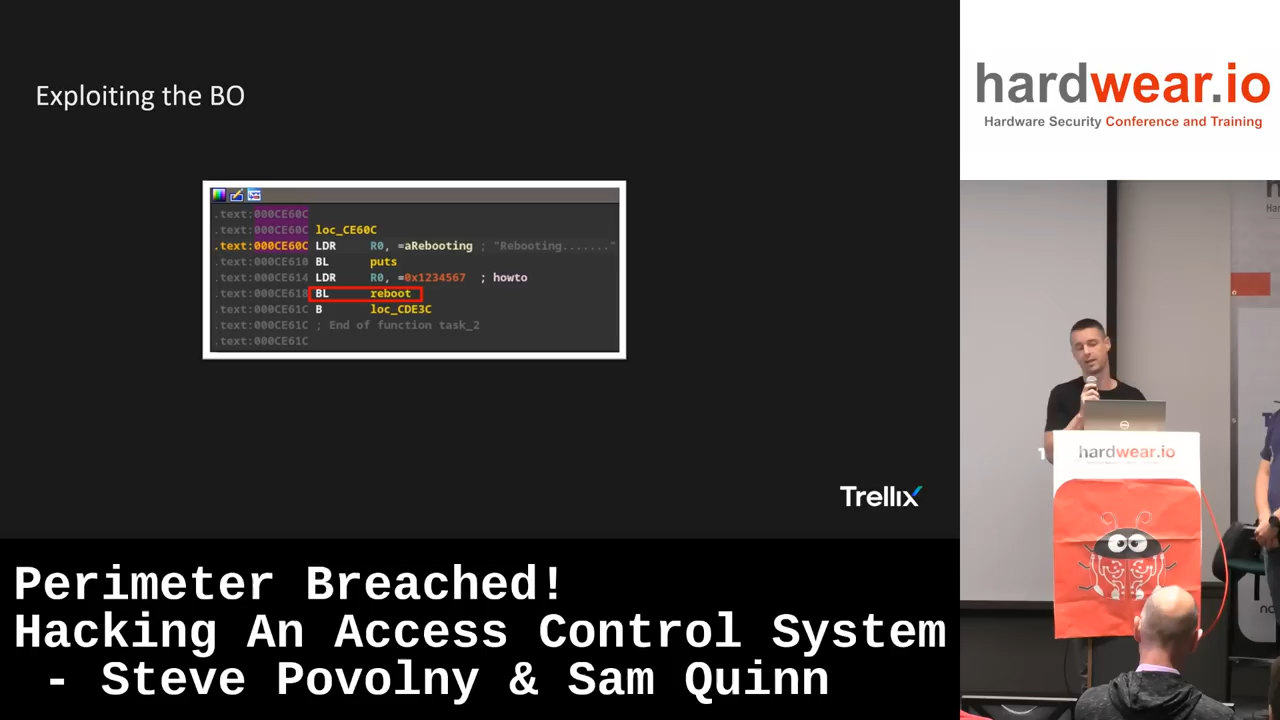 Exploiting the BO
.text:000CE60C
.text:000CE60C loc_CE60C
.text:000CE60C LDR R0, =aRebooting ; "Rebooting......."
.text:000CE610 BL puts
.text:000CE614 LDR R0, =0x1234567 ; howto
.text:000CE618 BL reboot
.text:000CE61C B loc_CDE3C
.text:000CE61C ; End of function task_2
.text:000CE61C
Trellix
hardwear.io
Hardware Security Conference and Training
hardwear.io
Perimeter Breached!
Hacking An Access Control System
- Steve Povolny & Sam Quinn